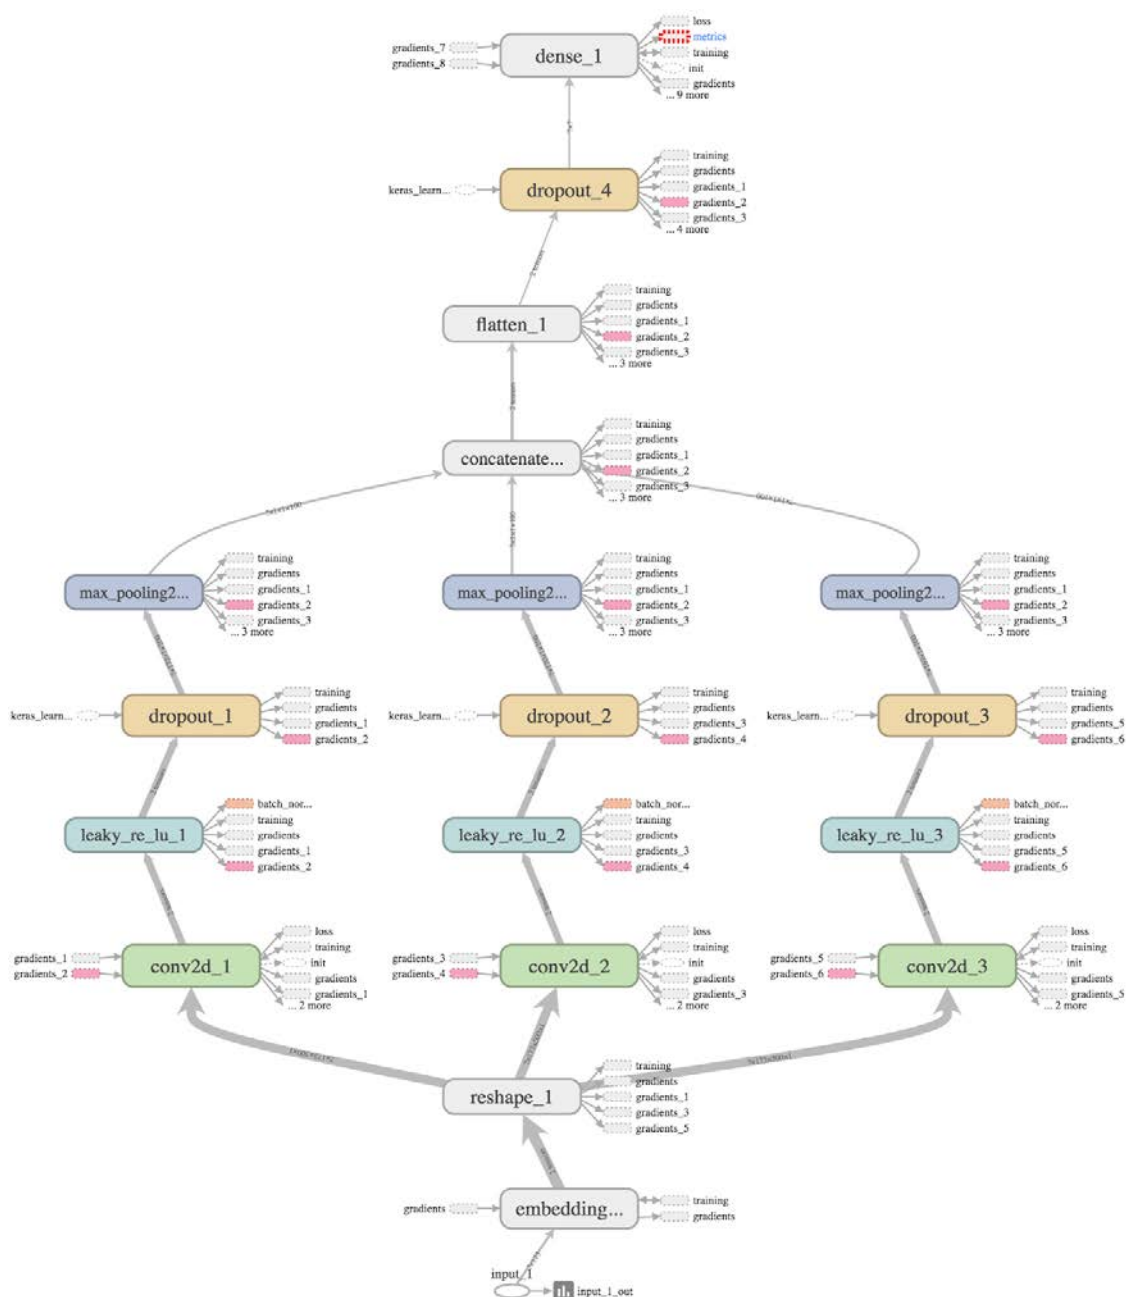 loss
metrics
training
init
gradients
... 9 more
gradients_7
gradients_8
dense_1
training
gradients
gradients_1
gradients_2
gradients_3
... 4 more
keras_learn...
dropout_4
training
gradients
gradients_1
gradients_2
gradients_3
... 3 more
flatten_1
training
gradients
gradients_1
gradients_2
gradients_3
... 3 more
concatenate...
training
gradients
gradients_1
gradients_2
gradients_3
... 3 more
max_pooling2...
training
gradients
gradients_1
gradients_2
gradients_3
... 3 more
max_pooling2...
training
gradients
gradients_1
gradients_2
gradients_3
... 3 more
max_pooling2...
keras_learn...
dropout_1
training
gradients
gradients_1
gradients_2
keras_learn...
dropout_2
training
gradients
gradients_3
gradients_4
keras_learn...
dropout_3
training
gradients
gradients_5
gradients_6
leaky_re_lu_1
batch_nor...
training
gradients
gradients_1
gradients_2
leaky_re_lu_2
batch_nor...
training
gradients
gradients_3
gradients_4
leaky_re_lu_3
batch_nor...
training
gradients
gradients_5
gradients_6
gradients_1
gradients_2
conv2d_1
loss
training
init
gradients
gradients_1
... 2 more
gradients_3
gradients_4
conv2d_2
loss
training
init
gradients
gradients_3
... 2 more
gradients_5
gradients_6
conv2d_3
loss
training
init
gradients
gradients_5
... 2 more
reshape_1
training
gradients
gradients_1
gradients_3
gradients_5
gradients
embedding...
training
gradients
input_1
input_1_out